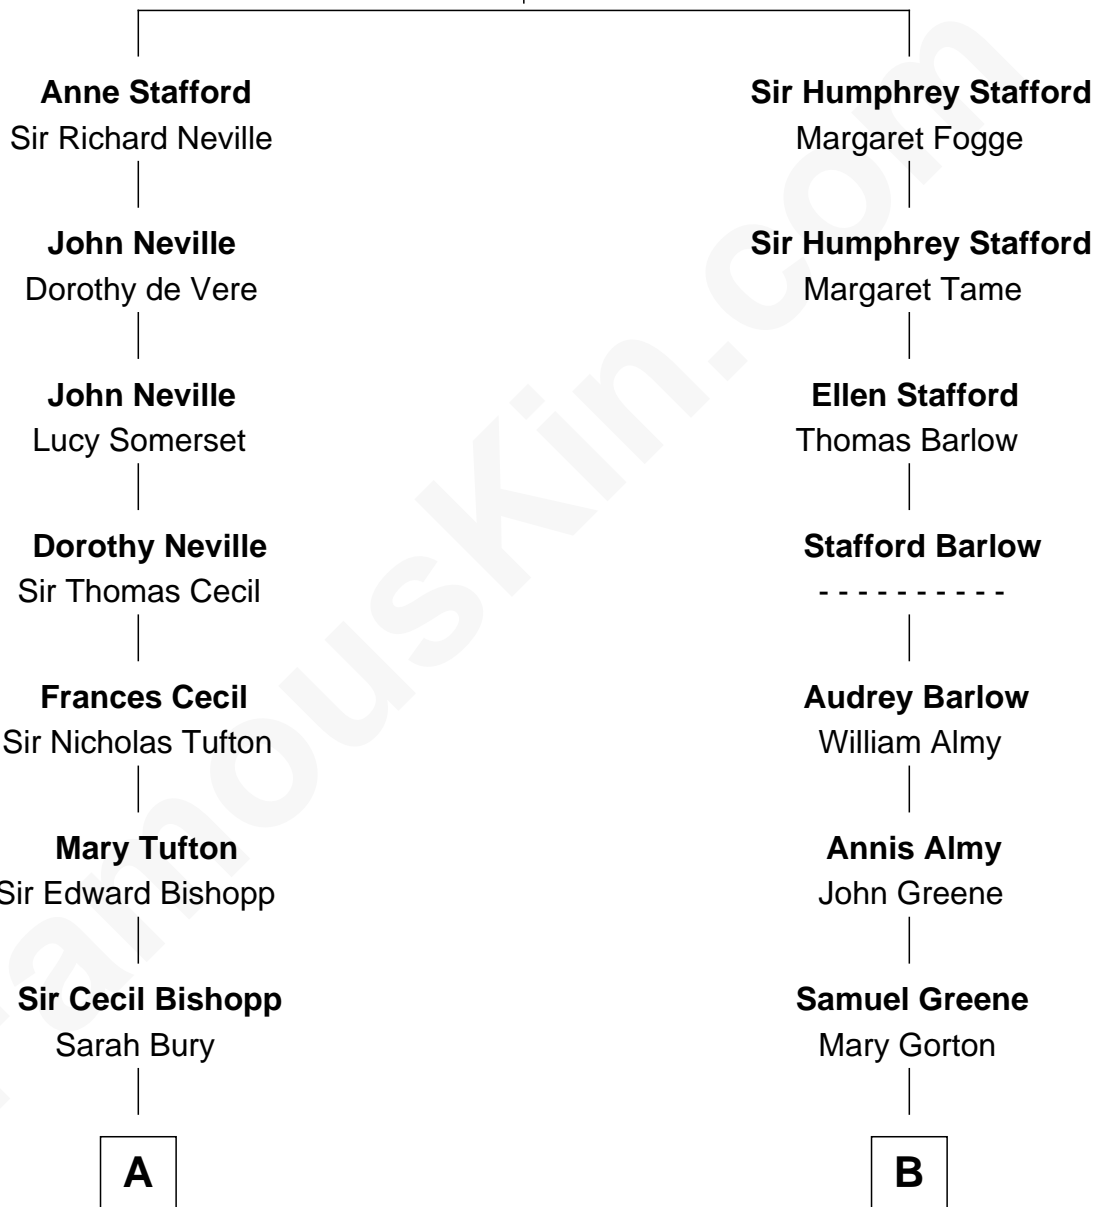 Anne Stafford
Sir Richard Neville
John Neville
Dorothy de Vere
John Neville
Lucy Somerset
Dorothy Neville
Sir Thomas Cecil
Frances Cecil
Sir Nicholas Tufton
Mary Tufton
Sir Edward Bishopp
Sir Cecil Bishopp
Sarah Bury
A
Sir Humphrey Stafford
Margaret Fogge
Sir Humphrey Stafford
Margaret Tame
Ellen Stafford
Thomas Barlow
Stafford Barlow
- - - - - - - - - -
Audrey Barlow
William Almy
Annis Almy
John Greene
Samuel Greene
Mary Gorton
B
FamousKin.com